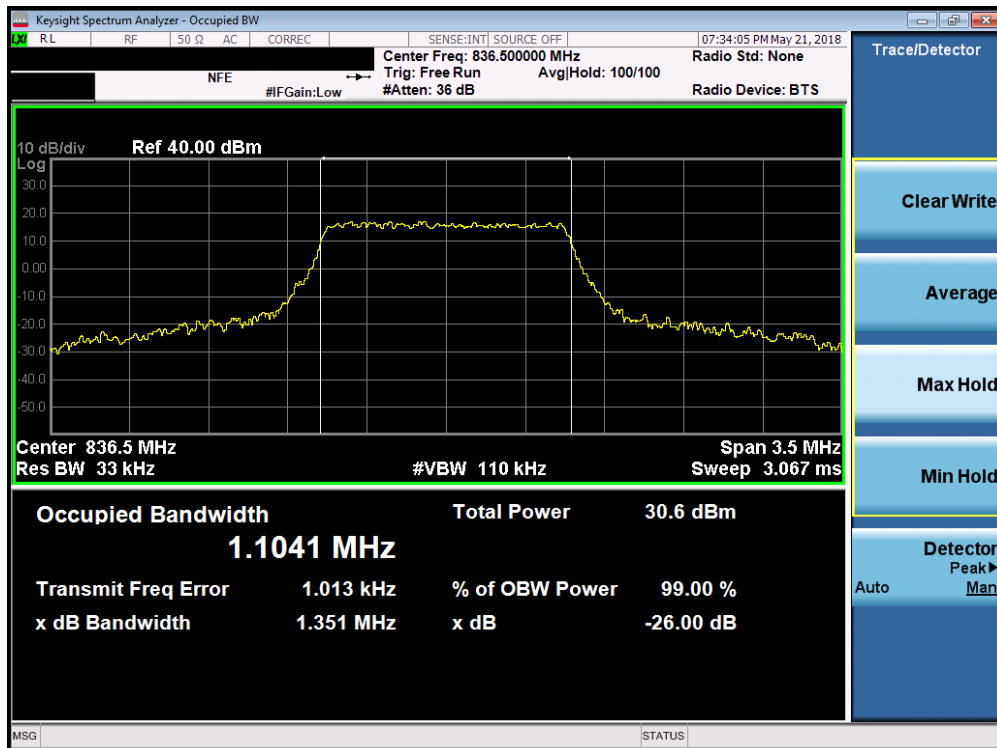 Keysight Spectrum Analyzer - Occupied BW
LXI RL RF 50 Ω AC CORREC SENSE:INT SOURCE OFF 07:34:05 PM May 21, 2018
Center Freq: 836.500000 MHz Radio Std: None
NFE Trig: Free Run Avg|Hold: 100/100
#IFGain:Low #Atten: 36 dB Radio Device: BTS
10 dB/div Ref 40.00 dBm
Log
30.0
20.0
10.0
0.00
-10.0
-20.0
-30.0
-40.0
-50.0
Center 836.5 MHz Span 3.5 MHz
Res BW 33 kHz #VBW 110 kHz Sweep 3.067 ms
Occupied Bandwidth Total Power 30.6 dBm
1.1041 MHz
Transmit Freq Error 1.013 kHz % of OBW Power 99.00 %
x dB Bandwidth 1.351 MHz x dB -26.00 dB
MSG STATUS
Trace/Detector
Clear Write
Average
Max Hold
Min Hold
Detector
Peak▶
Auto Man